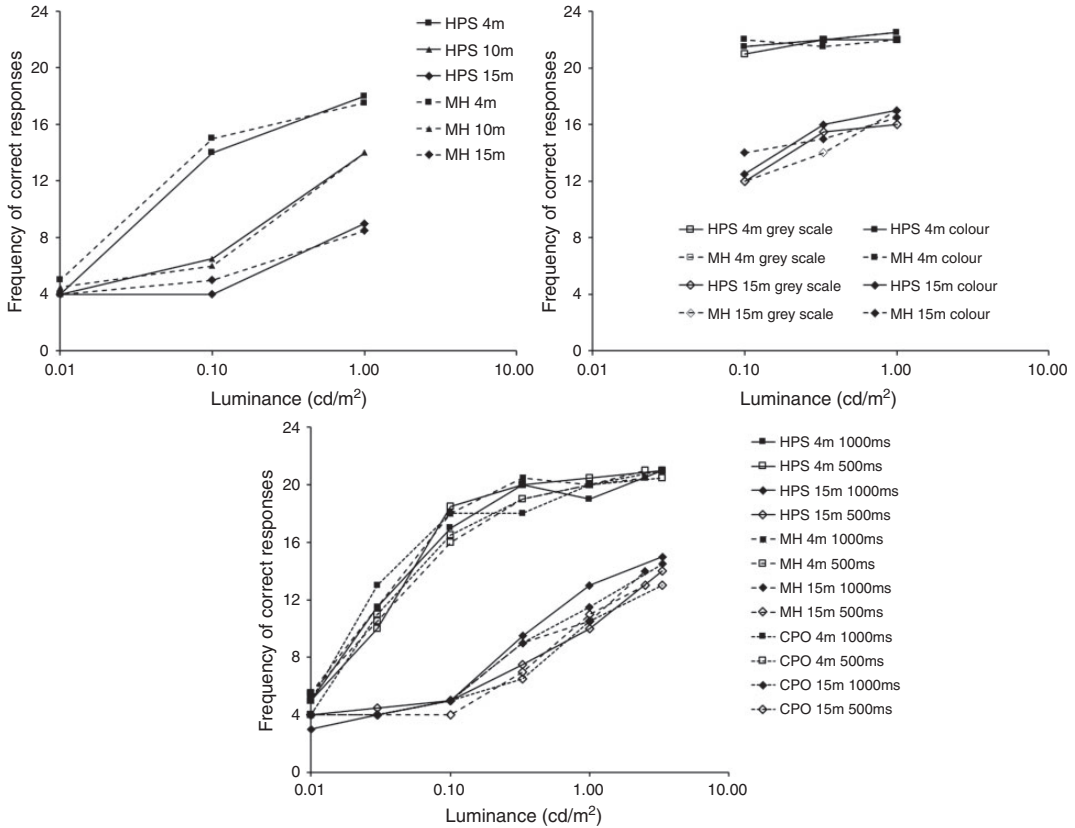 Frequency of correct responses
24
20
16
12
8
4
0
0.01
0.10
1.00
10.00
Luminance (cd/m²)
HPS 4m
HPS 10m
HPS 15m
MH 4m
MH 10m
MH 15m
Frequency of correct responses
24
20
16
12
8
4
0
0.10
1.00
10.00
0.01
Luminance (cd/m²)
HPS 4m grey scale
HPS 4m colour
MH 4m grey scale
MH 4m colour
HPS 15m grey scale
HPS 15m colour
MH 15m grey scale
MH 15m colour
Frequency of correct responses
24
20
16
12
8
4
0
0.01
0.10
1.00
10.00
Luminance (cd/m²)
HPS 4m 1000ms
HPS 4m 500ms
HPS 15m 1000ms
HPS 15m 500ms
MH 4m 1000ms
MH 4m 500ms
MH 15m 1000ms
MH 15m 500ms
CPO 4m 1000ms
CPO 4m 500ms
CPO 15m 1000ms
CPO 15m 500ms